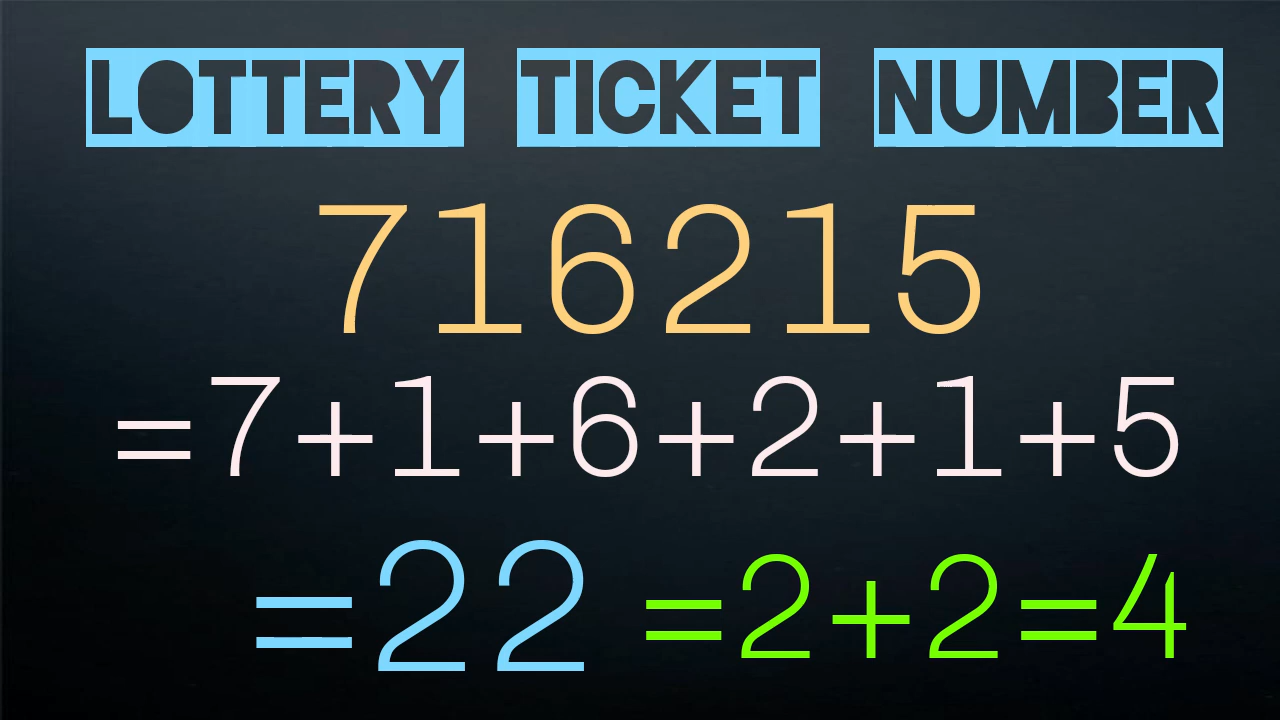 LOTTERY TICKET NUMBER
716215
=7+1+6+2+1+5
=22 =2+2=4